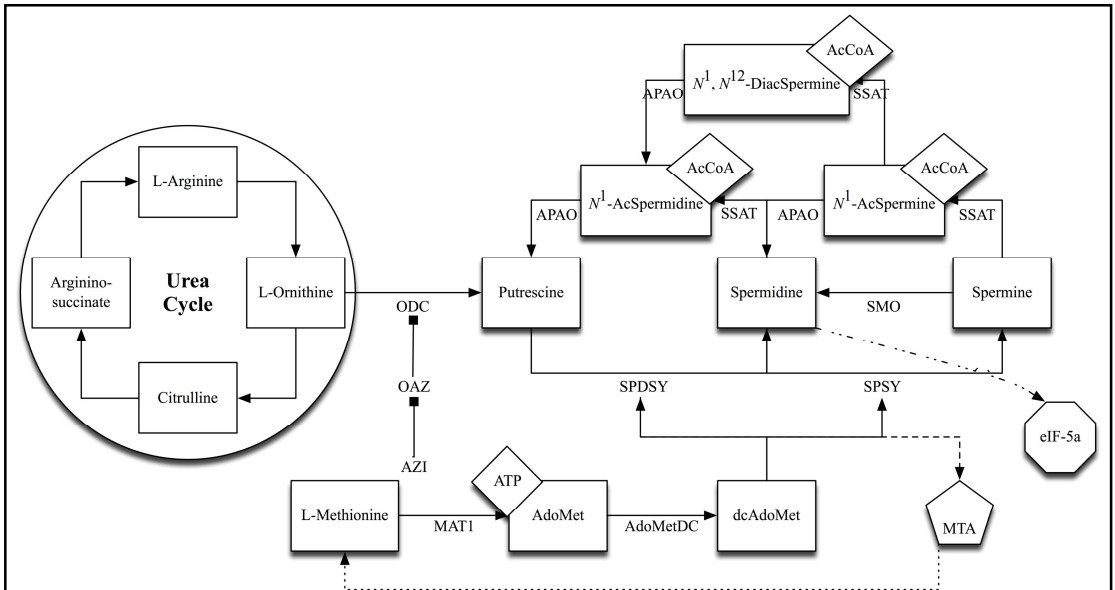 AcCoA
N1, N12-DiacSpermine
APAO
SSAT
AcCoA
AcCoA
L-Arginine
N1-AcSpermidine
N1-AcSpermine
APAO
SSAT
APAO
SSAT
Arginino-
succinate
Urea
Cycle
L-Ornithine
Putrescine
Spermidine
Spermine
ODC
SMO
OAZ
SPDSY
SPSY
Citrulline
eIF-5a
AZI
ATP
L-Methionine
MAT1
AdoMet
AdoMetDC
dcAdoMet
MTA